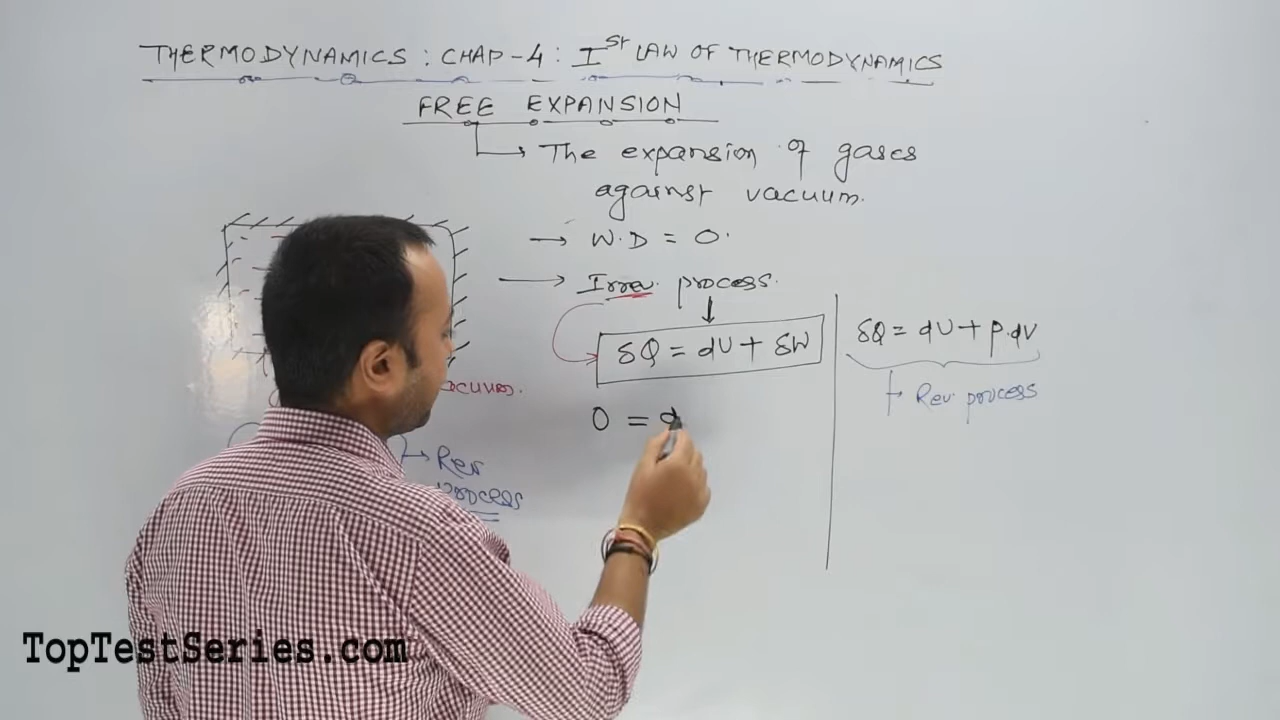 THERMODYNAMICS : CHAP-4 : Ist LAW OF THERMODYNAMICS
FREE EXPANSION
The expansion of gases
against vacuum.
→ W.D = 0.
→ Irrev. process.
δQ = dU + δW
δQ = dU + p.dV
Rev. process
0 = d
→ Rev
process
TopTestSeries.com